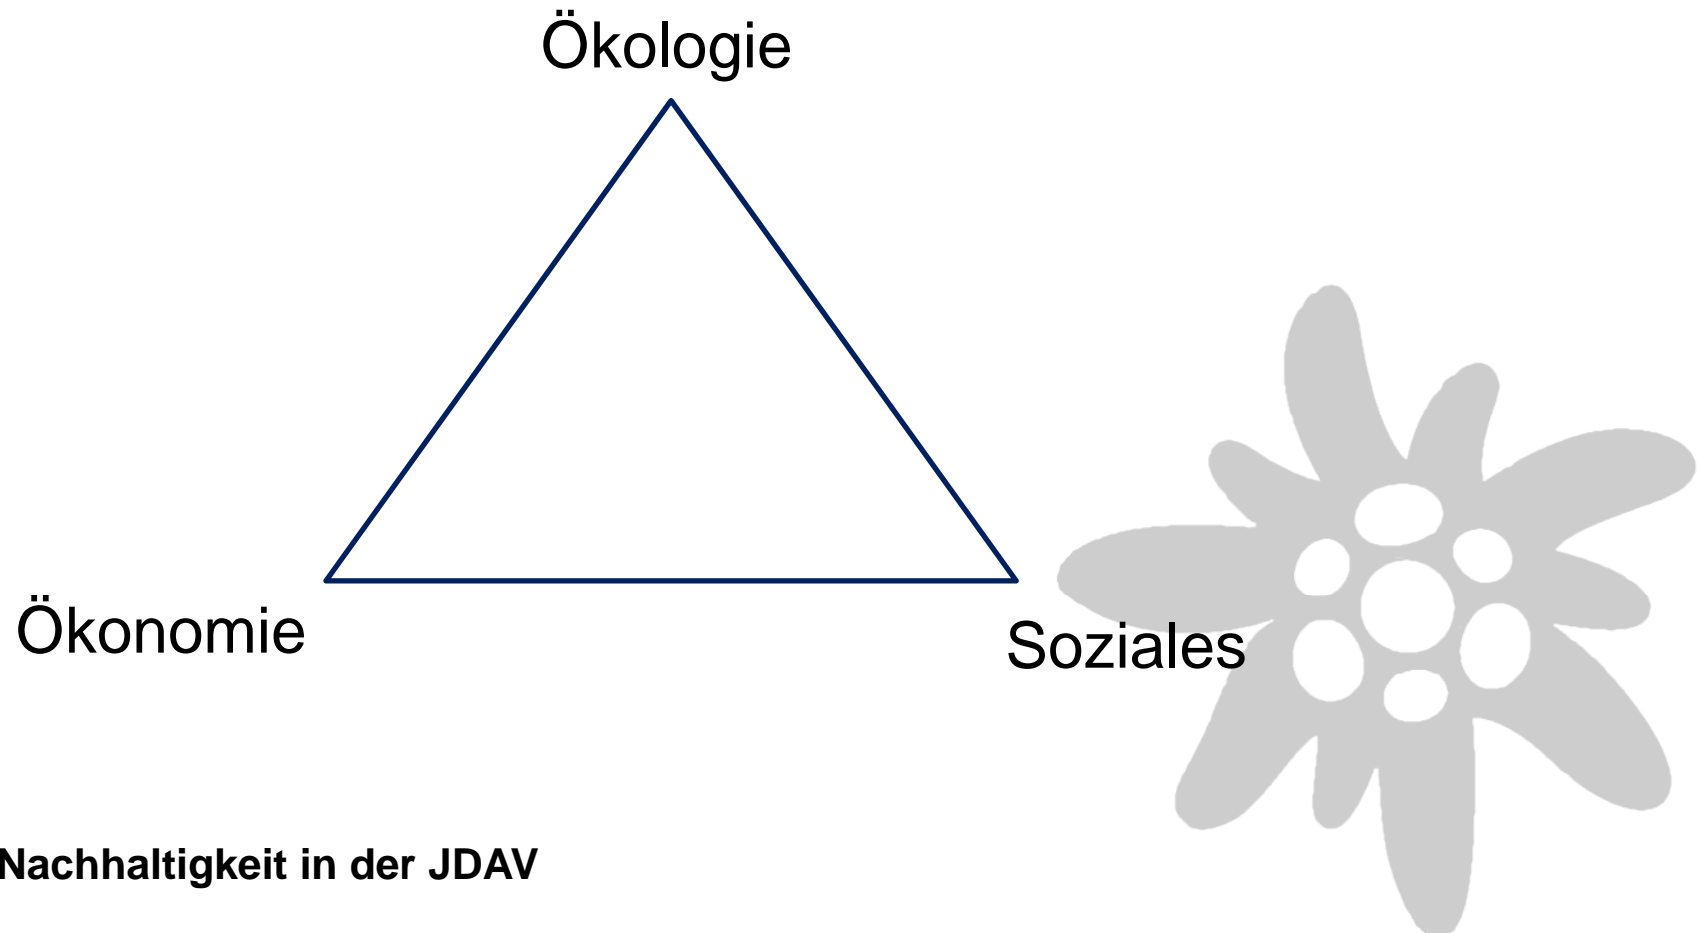 Ökologie
Ökonomie
Soziales
Nachhaltigkeit in der JDAV